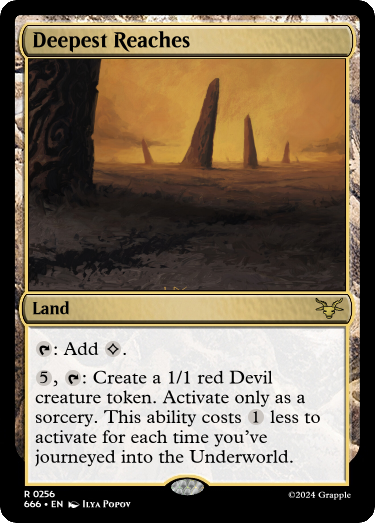 Deepest Reaches
Land
: Add .
5, : Create a 1/1 red Devil
creature token. Activate only as a
sorcery. This ability costs 1 less to
activate for each time you've
journeyed into the Underworld.
R 0256
666 • EN Ilya Popov
©2024 Grapple